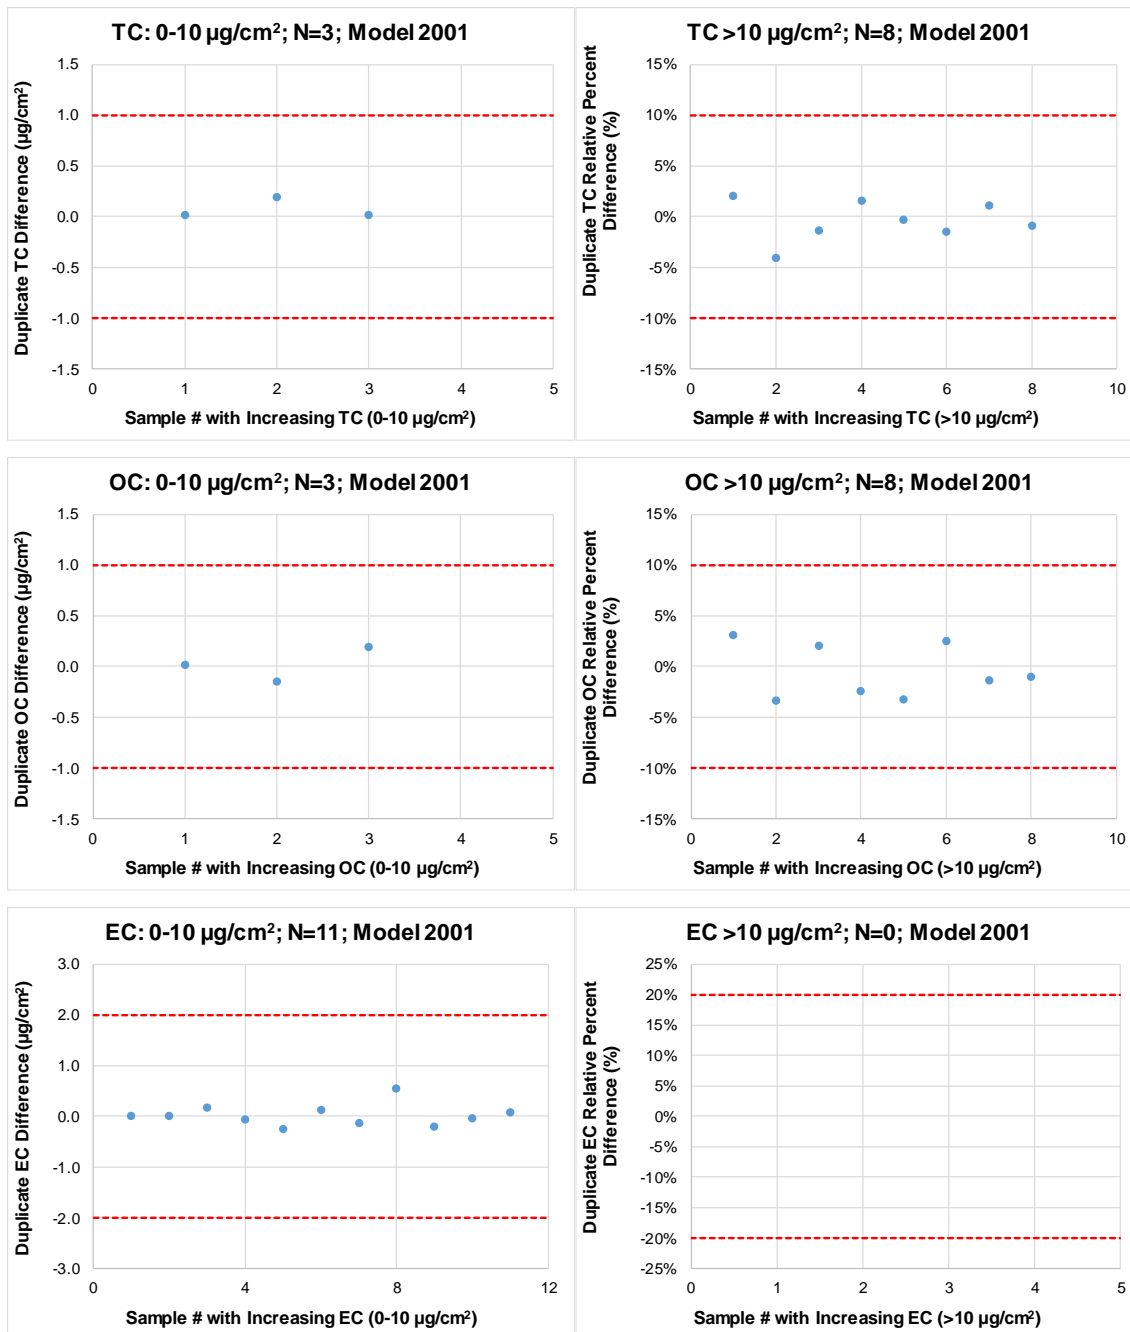 TC: 0-10 µg/cm²; N=3; Model 2001
Duplicate TC Difference (µg/cm²)
1.5
1.0
0.5
0.0
-0.5
-1.0
-1.5
0 1 2 3 4 5
Sample # with Increasing TC (0-10 µg/cm²)
TC >10 µg/cm²; N=8; Model 2001
Duplicate TC Relative Percent
Difference (%)
15%
10%
5%
0%
-5%
-10%
-15%
0 2 4 6 8 10
Sample # with Increasing TC (>10 µg/cm²)
OC: 0-10 µg/cm²; N=3; Model 2001
Duplicate OC Difference (µg/cm²)
1.5
1.0
0.5
0.0
-0.5
-1.0
-1.5
0 1 2 3 4 5
Sample # with Increasing OC (0-10 µg/cm²)
OC >10 µg/cm²; N=8; Model 2001
Duplicate OC Relative Percent
Difference (%)
15%
10%
5%
0%
-5%
-10%
-15%
0 2 4 6 8 10
Sample # with Increasing OC (>10 µg/cm²)
EC: 0-10 µg/cm²; N=11; Model 2001
Duplicate EC Difference (µg/cm²)
3.0
2.0
1.0
0.0
-1.0
-2.0
-3.0
0 4 8 12
Sample # with Increasing EC (0-10 µg/cm²)
EC >10 µg/cm²; N=0; Model 2001
Duplicate EC Relative Percent
Difference (%)
25%
20%
15%
10%
5%
0%
-5%
-10%
-15%
-20%
-25%
0 1 2 3 4 5
Sample # with Increasing EC (>10 µg/cm²)